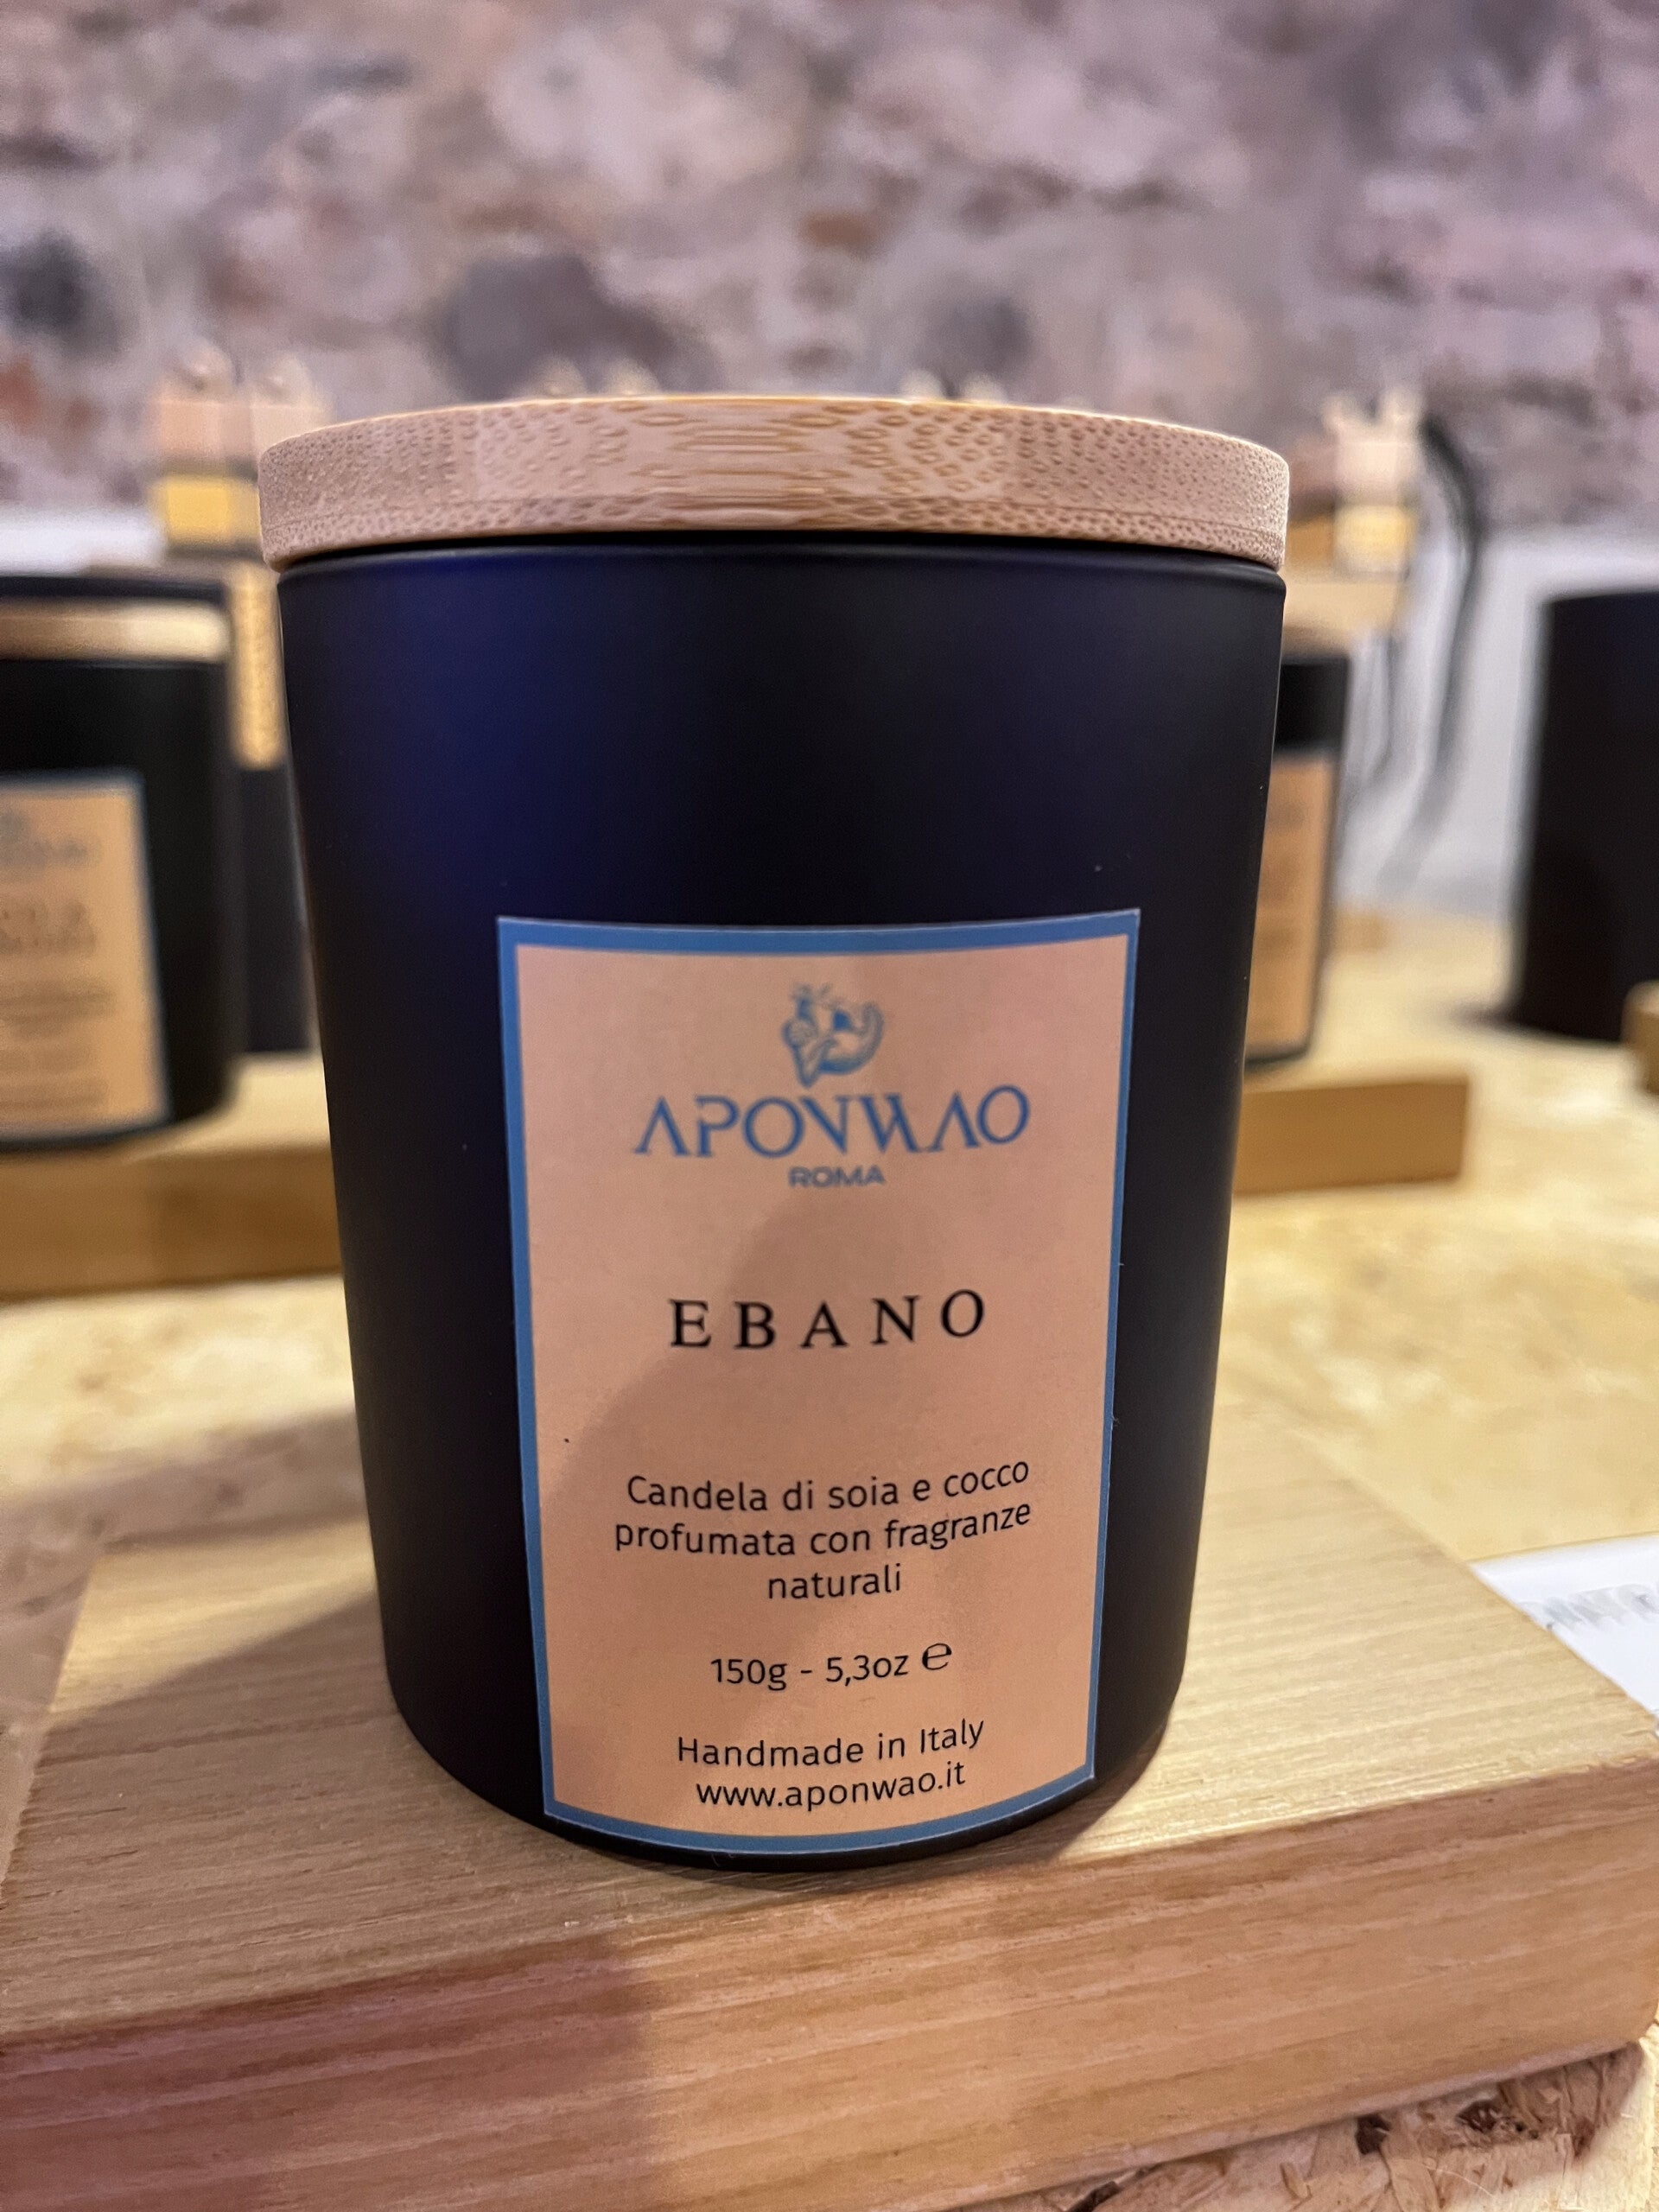 APONWAO
ROMA
EBANO
Candela di soia e cocco
profumata con fragranze
naturali
150g - 5,3oz ℮
Handmade in Italy
www.aponwao.it